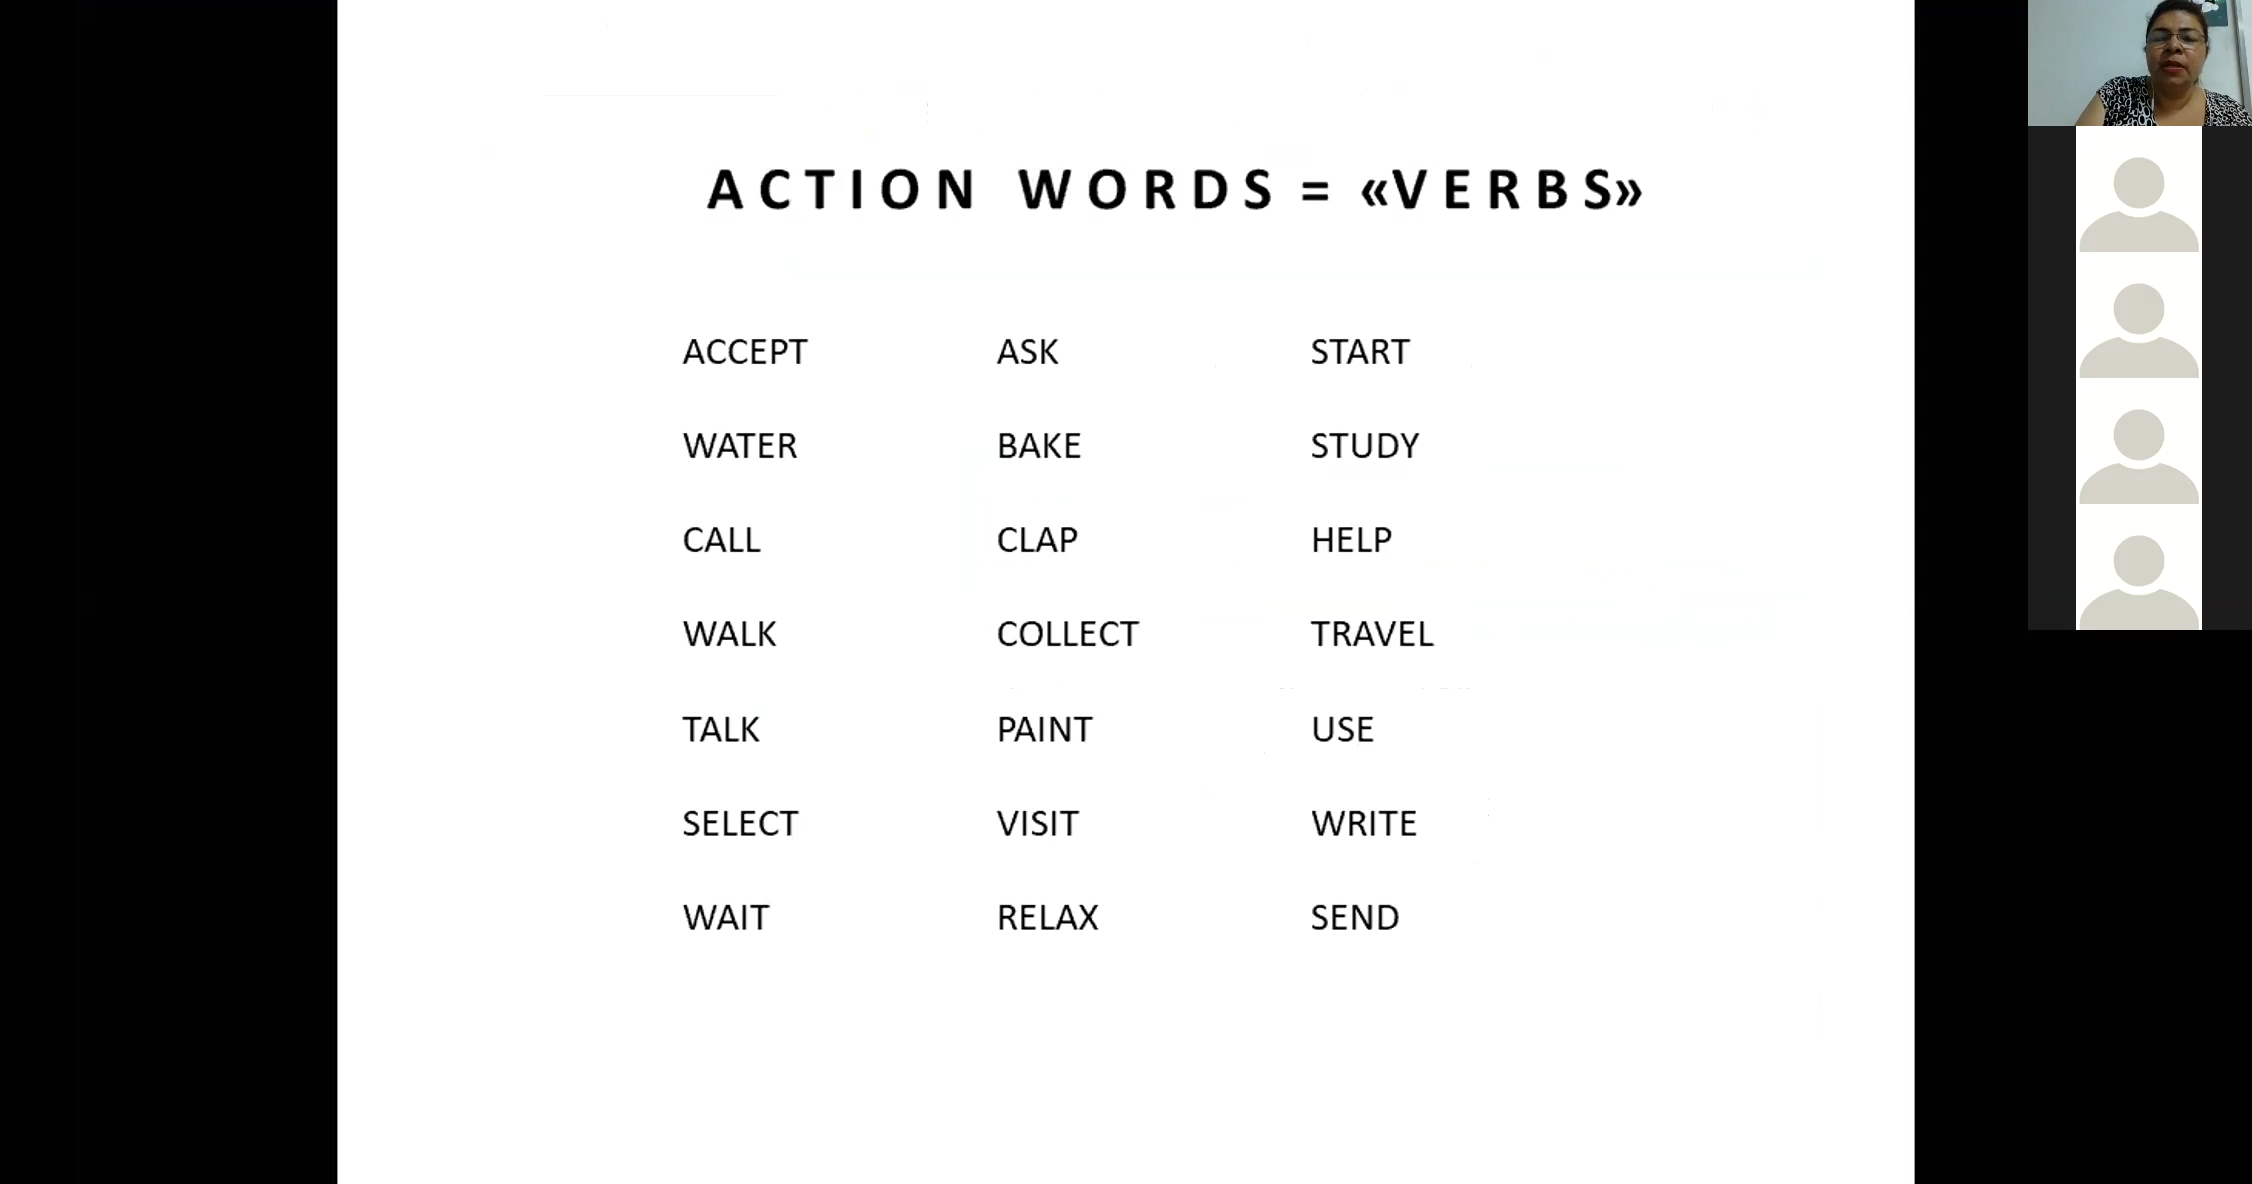 ACTION WORDS = «VERBS»
ACCEPT ASK START
WATER BAKE STUDY
CALL CLAP HELP
WALK COLLECT TRAVEL
TALK PAINT USE
SELECT VISIT WRITE
WAIT RELAX SEND